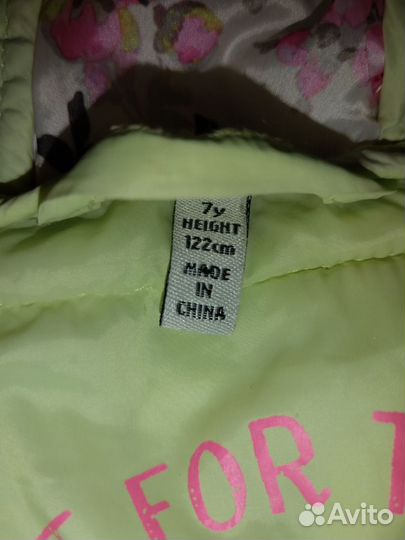 7y
HEIGHT
122cm
MADE
IN
CHINA
FOR
Avito